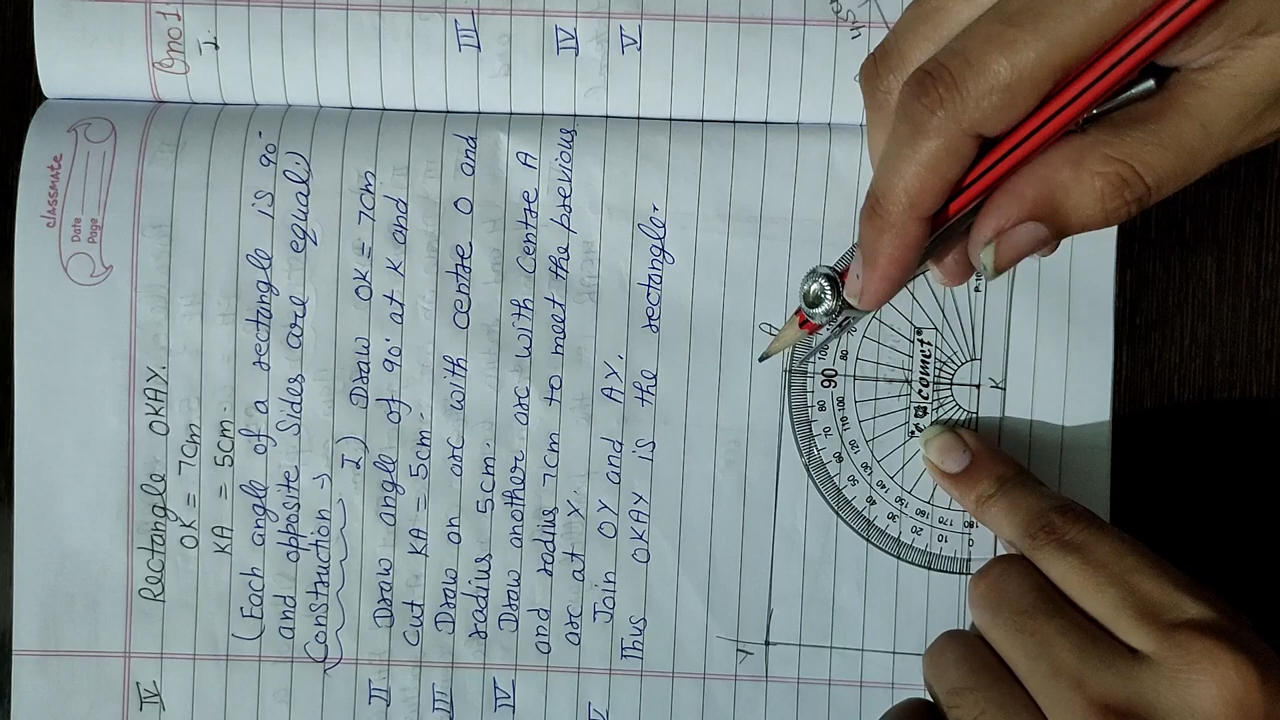 classmate
Date
Page
IV Rectangle OKAY.
OK = 7cm
KA = 5cm.
(Each angle of a rectangle is 90°
and opposite sides are equal.)
Construction →
I) Draw OK = 7cm
II Draw angle of 90° at K and
cut KA = 5cm.
III Draw an arc with centre O and
radius 5cm.
IV Draw another arc with centre A
and radius 7cm to meet the previous
arc at Y.
V Join OY and AY.
Thus OKAY is the rectangle.
Y
A
K
comet
Qno1
I.
III
IV
V